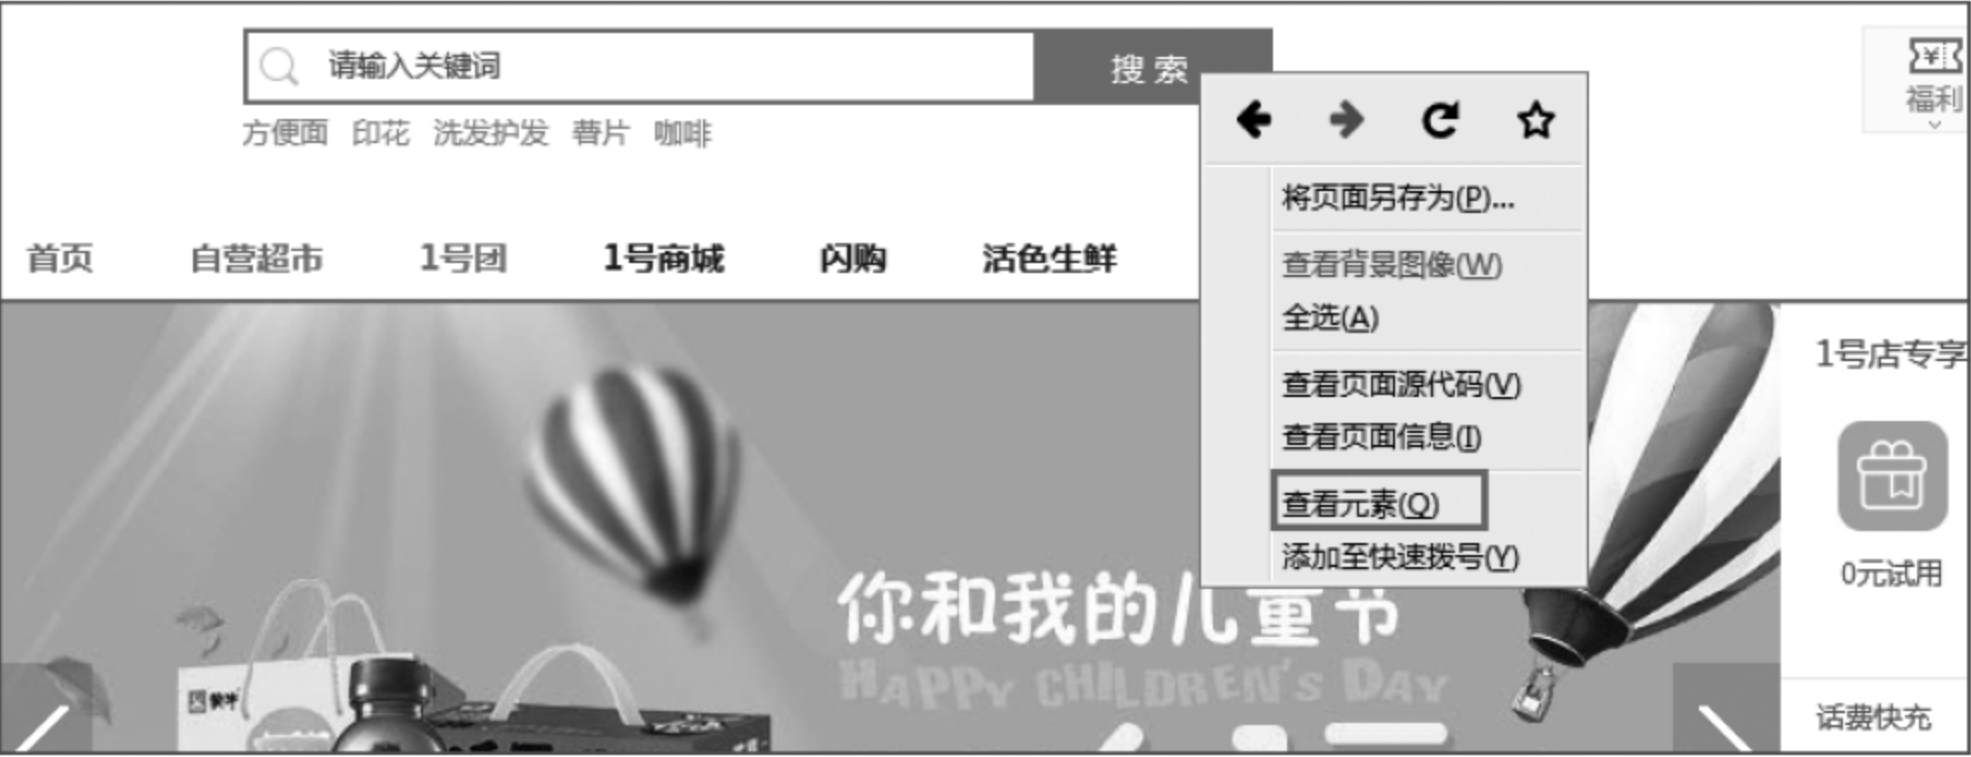 请输入关键词
搜 索
福利
方便面 印花 洗发护发 薯片 咖啡
将页面另存为(P)...
首页 自营超市 1号团 1号商城 闪购 活色生鲜
查看背景图像(W)
全选(A)
1号店专享
查看页面源代码(V)
查看页面信息(I)
查看元素(Q)
添加至快速拨号(Y)
0元试用
你和我的儿童节
HAPPY CHILDREN'S DAY
蒙牛
话费快充